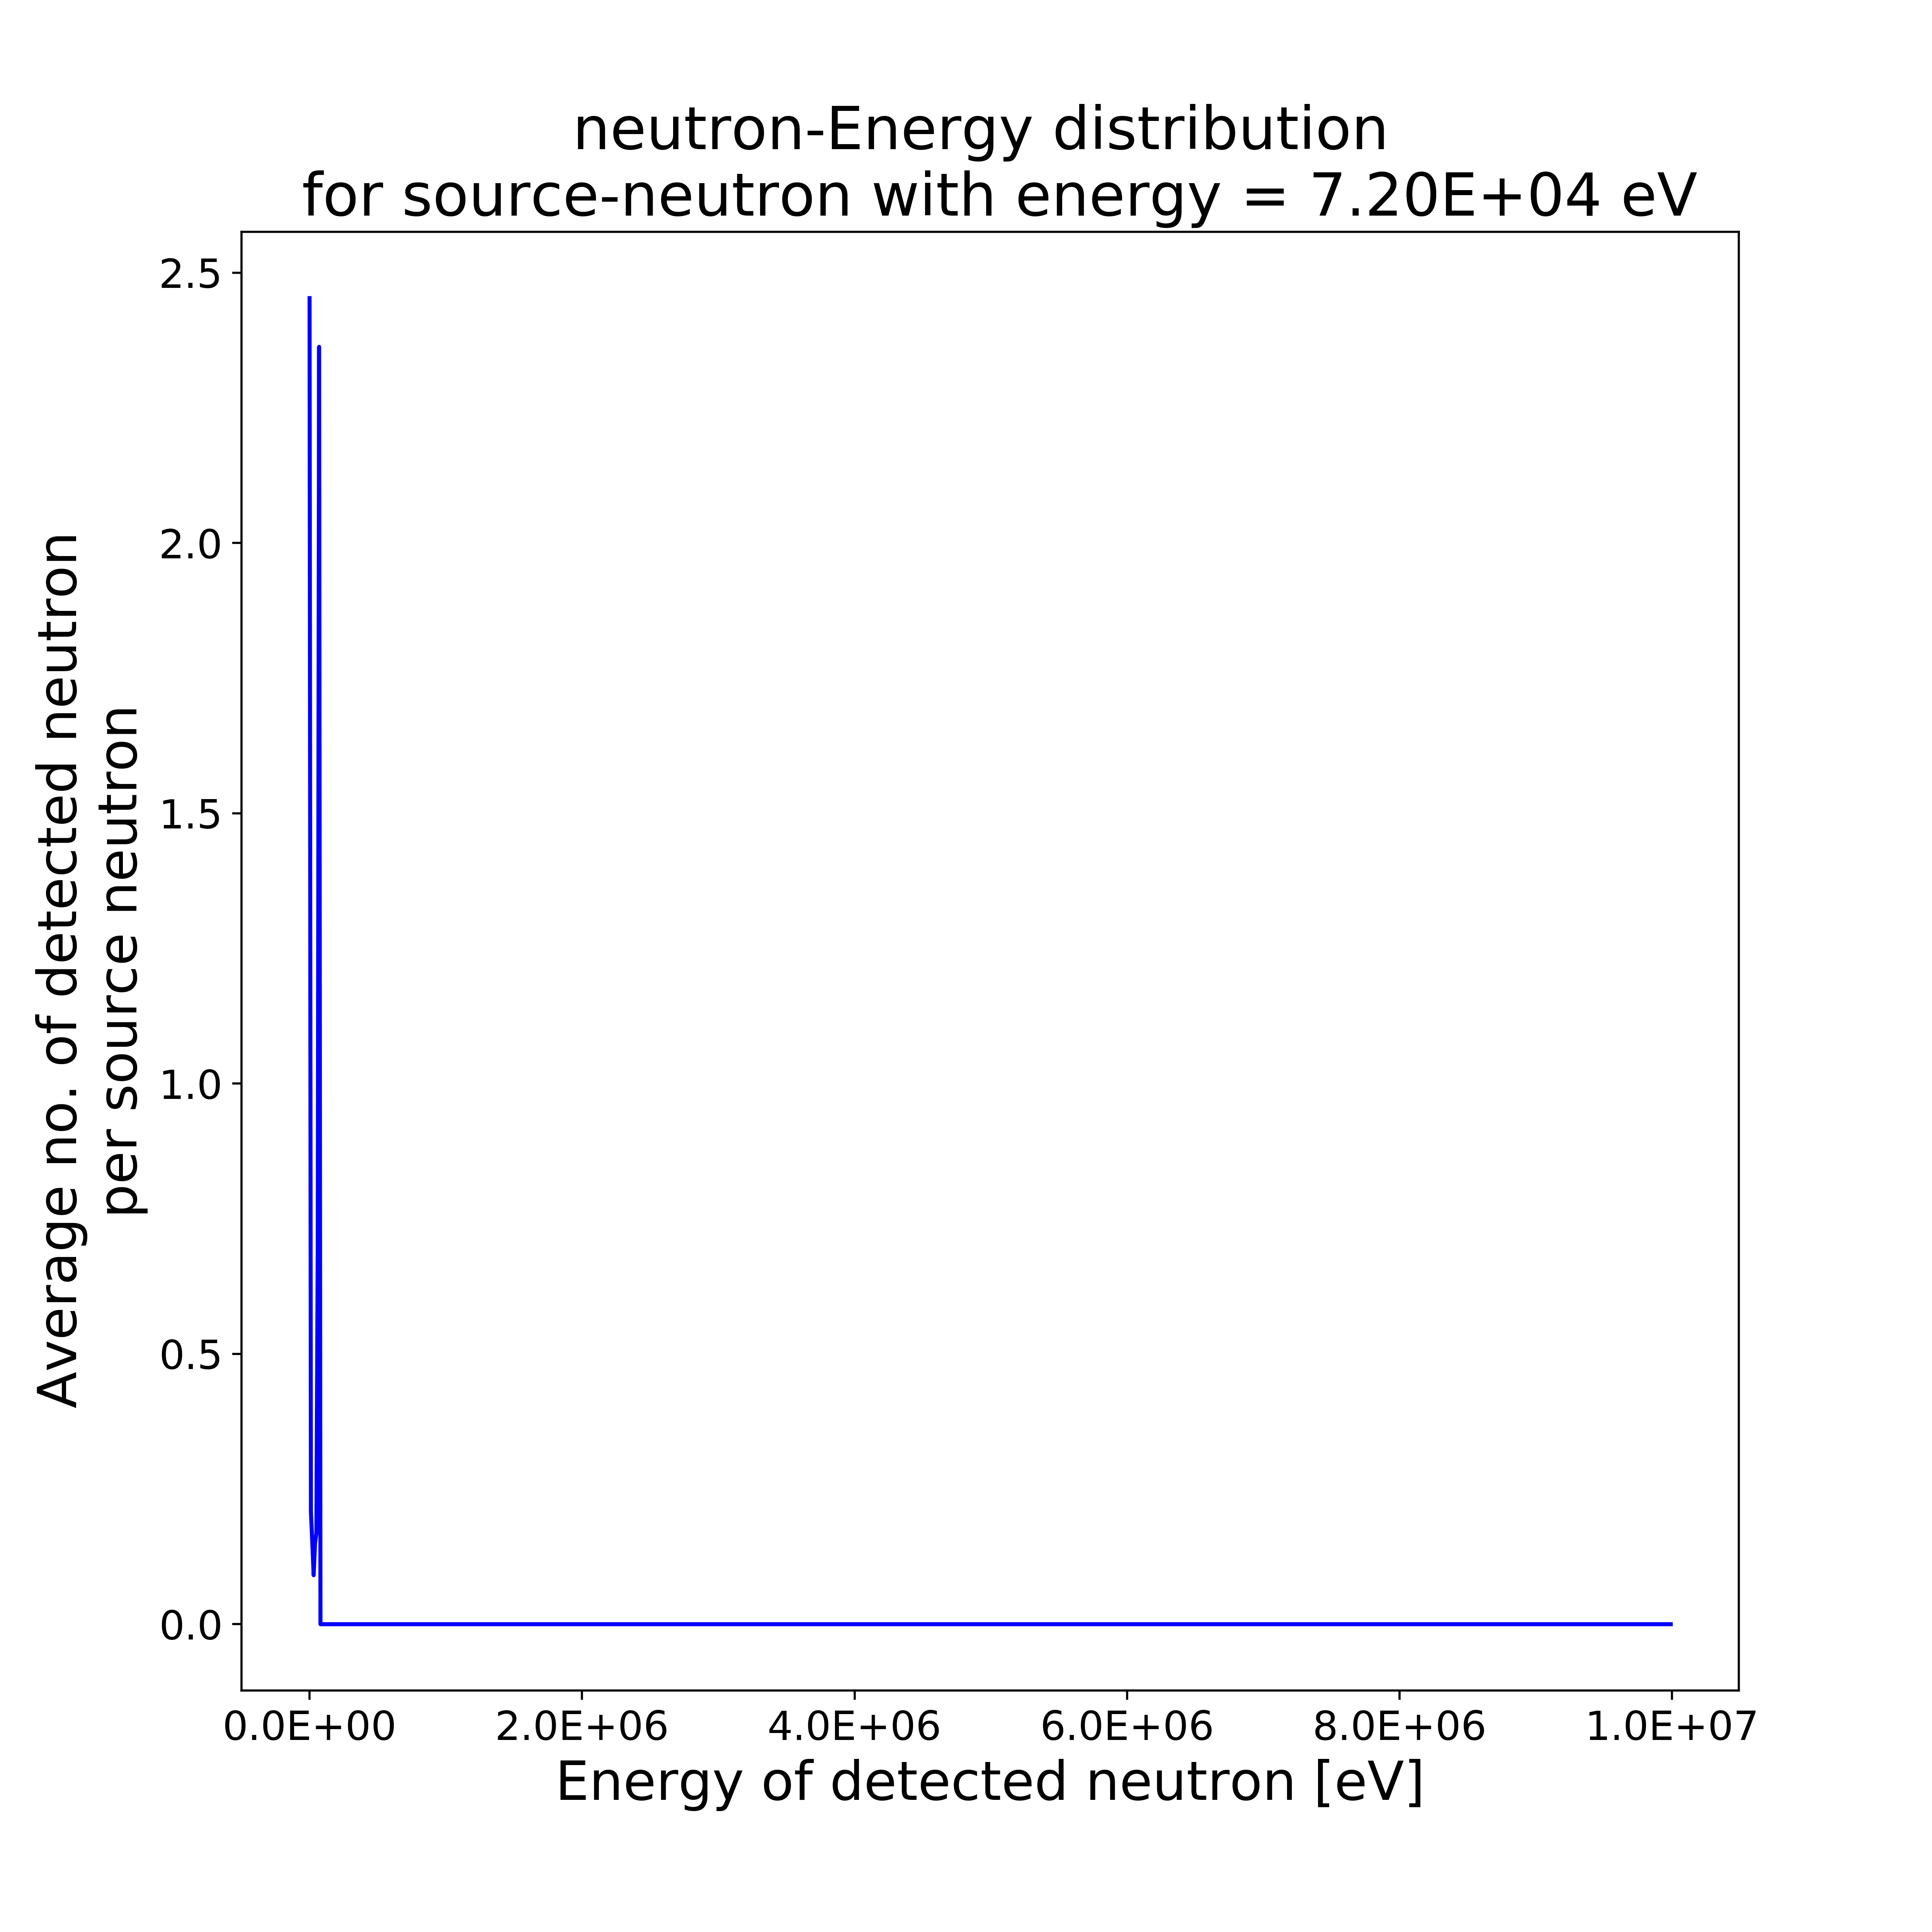 neutron-Energy distribution
for source-neutron with energy = 7.20E+04 eV
Average no. of detected neutron
per source neutron
2.5
2.0
1.5
1.0
0.5
0.0
0.0E+00 2.0E+06 4.0E+06 6.0E+06 8.0E+06 1.0E+07
Energy of detected neutron [eV]